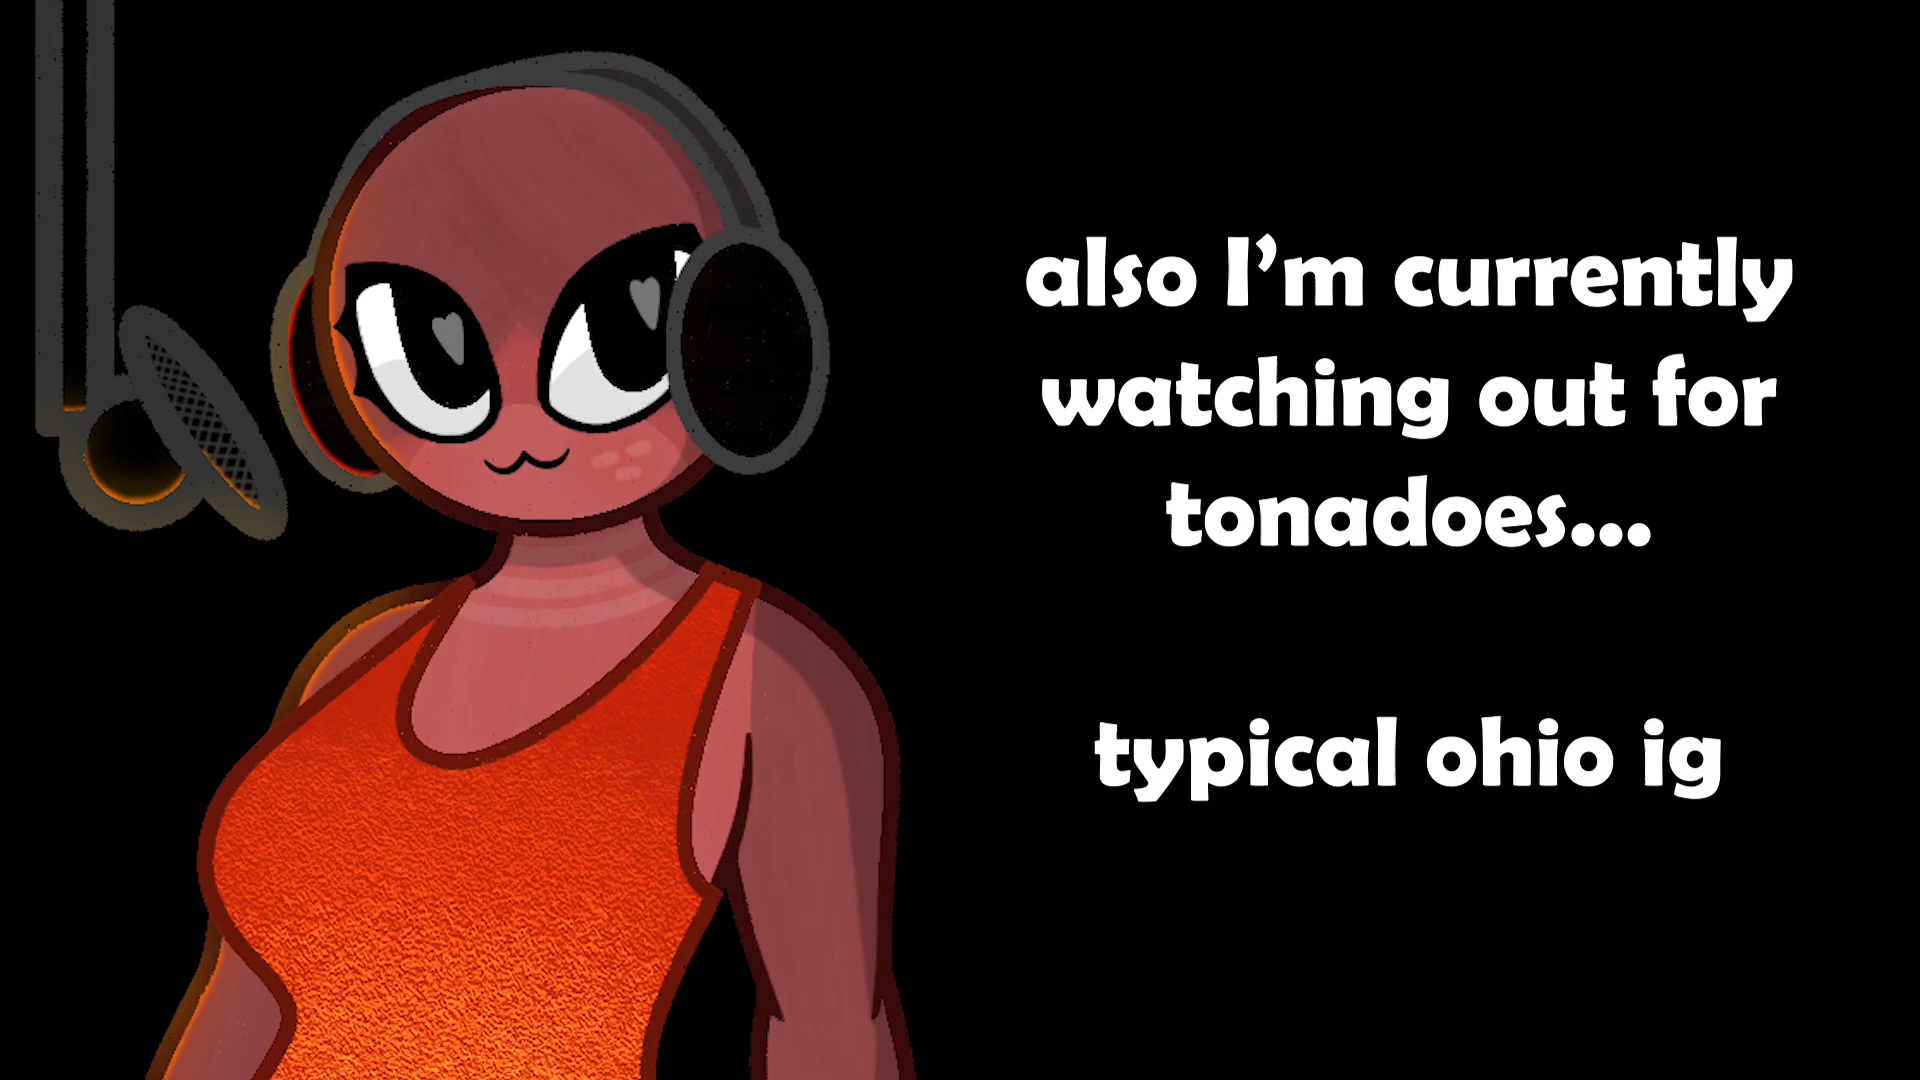 also I’m currently
watching out for
tonadoes...
typical ohio ig